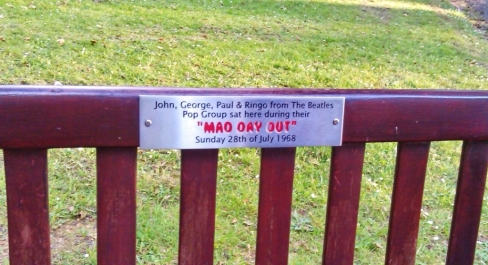 John, George, Paul & Ringo from The Beatles
Pop Group sat here during their
"MAD DAY OUT"
Sunday 28th of July 1968